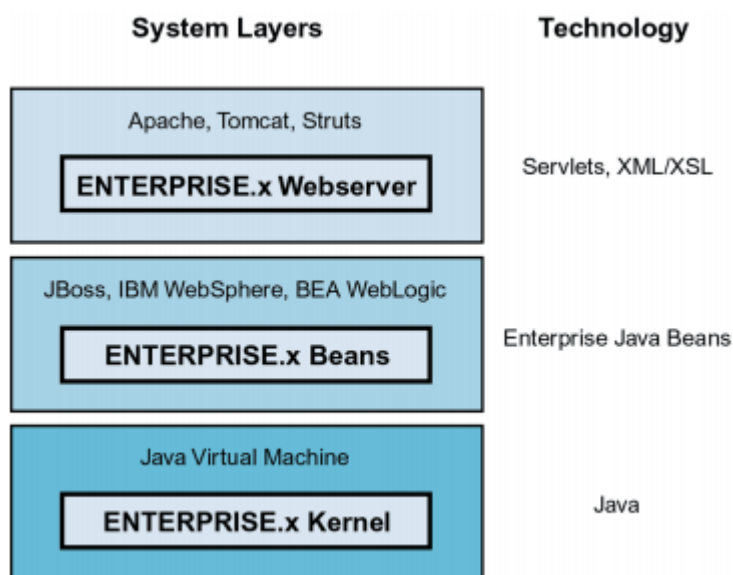 System Layers
Technology
Apache, Tomcat, Struts
ENTERPRISE.x Webserver
Servlets, XML/XSL
JBoss, IBM WebSphere, BEA WebLogic
ENTERPRISE.x Beans
Enterprise Java Beans
Java Virtual Machine
ENTERPRISE.x Kernel
Java